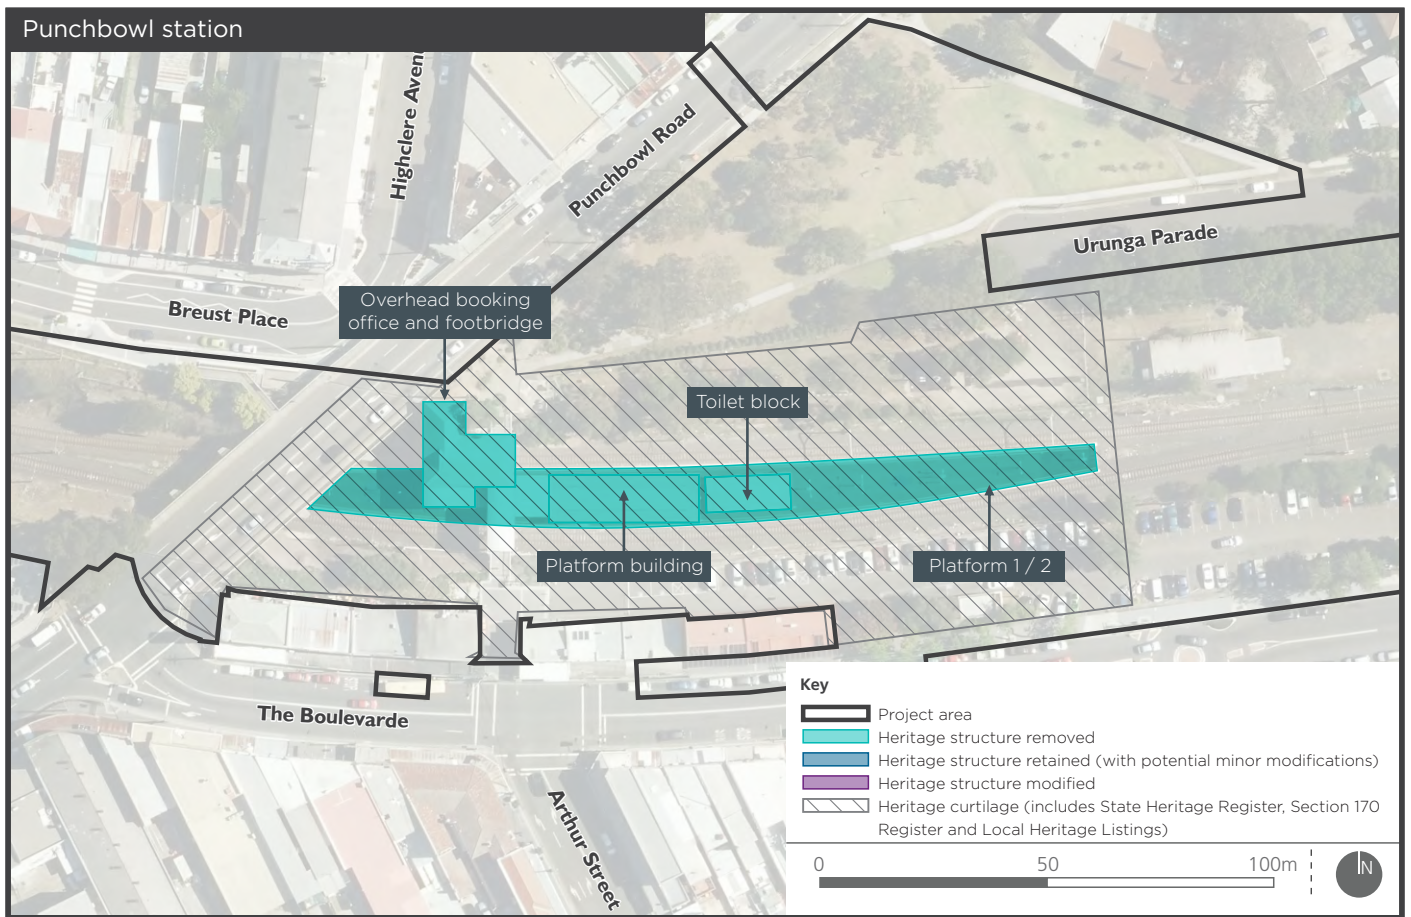 Punchbowl station
Highclere Avenu
Punchbowl Road
Urunga Parade
Breust Place
Overhead booking
office and footbridge
Toilet block
Platform building
Platform 1 / 2
The Boulevarde
Arthur Street
Key
Project area
Heritage structure removed
Heritage structure retained (with potential minor modifications)
Heritage structure modified
Heritage curtilage (includes State Heritage Register, Section 170
Register and Local Heritage Listings)
0 50 100m
N